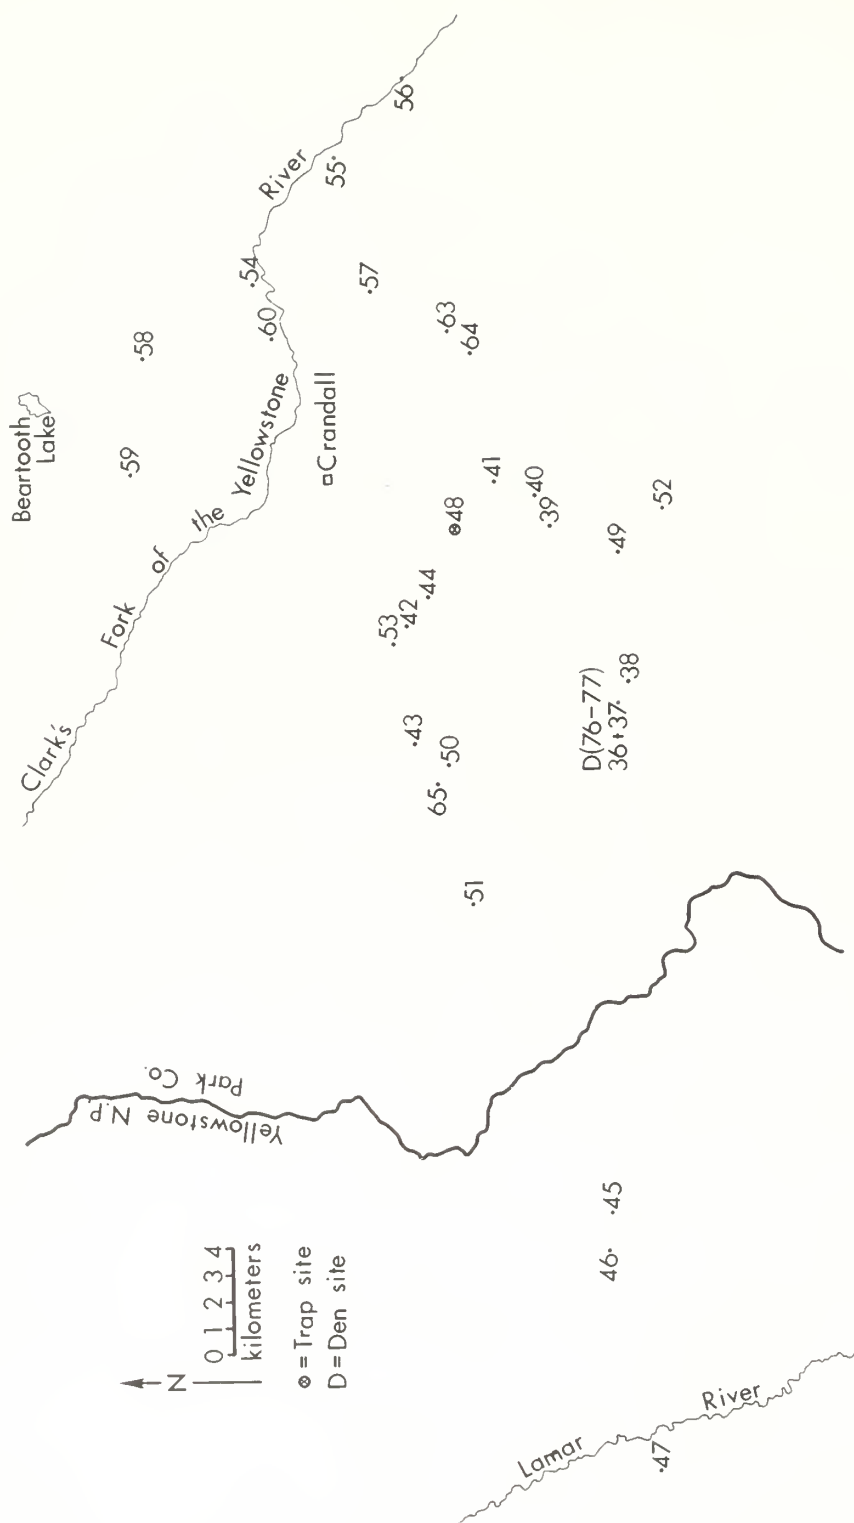 Beartooth
Lake
Clark's Fork of the Yellowstone River
.59
.58
.60
.54
55.
56.
□Crandall
.57
.63
.64
.53
.42
.44
⊗48
.41
.40
.39
.43
.50
65.
.51
.49
.52
D(76-77)
36.37.
.38
Yellowstone N.P.
Park Co.
46.
.45
Lamar River
.47
N
0 1 2 3 4
kilometers
⊗ = Trap site
D = Den site